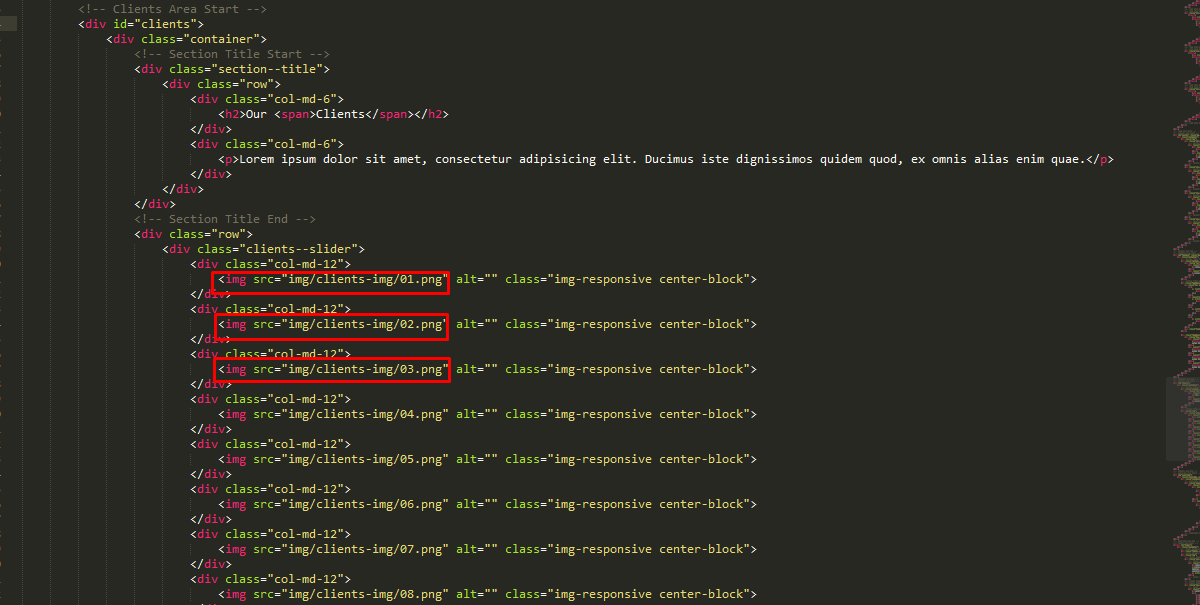 <!-- Clients Area Start -->
<div id="clients">
<div class="container">
<!-- Section Title Start -->
<div class="section--title">
<div class="row">
<div class="col-md-6">
<h2>Our <span>Clients</span></h2>
</div>
<div class="col-md-6">
<p>Lorem ipsum dolor sit amet, consectetur adipisicing elit. Ducimus iste dignissimos quidem quod, ex omnis alias enim quae.</p>
</div>
</div>
</div>
<!-- Section Title End -->
<div class="row">
<div class="clients--slider">
<div class="col-md-12">
<img src="img/clients-img/01.png" alt="" class="img-responsive center-block">
</div>
<div class="col-md-12">
<img src="img/clients-img/02.png" alt="" class="img-responsive center-block">
</div>
<div class="col-md-12">
<img src="img/clients-img/03.png" alt="" class="img-responsive center-block">
</div>
<div class="col-md-12">
<img src="img/clients-img/04.png" alt="" class="img-responsive center-block">
</div>
<div class="col-md-12">
<img src="img/clients-img/05.png" alt="" class="img-responsive center-block">
</div>
<div class="col-md-12">
<img src="img/clients-img/06.png" alt="" class="img-responsive center-block">
</div>
<div class="col-md-12">
<img src="img/clients-img/07.png" alt="" class="img-responsive center-block">
</div>
<div class="col-md-12">
<img src="img/clients-img/08.png" alt="" class="img-responsive center-block">